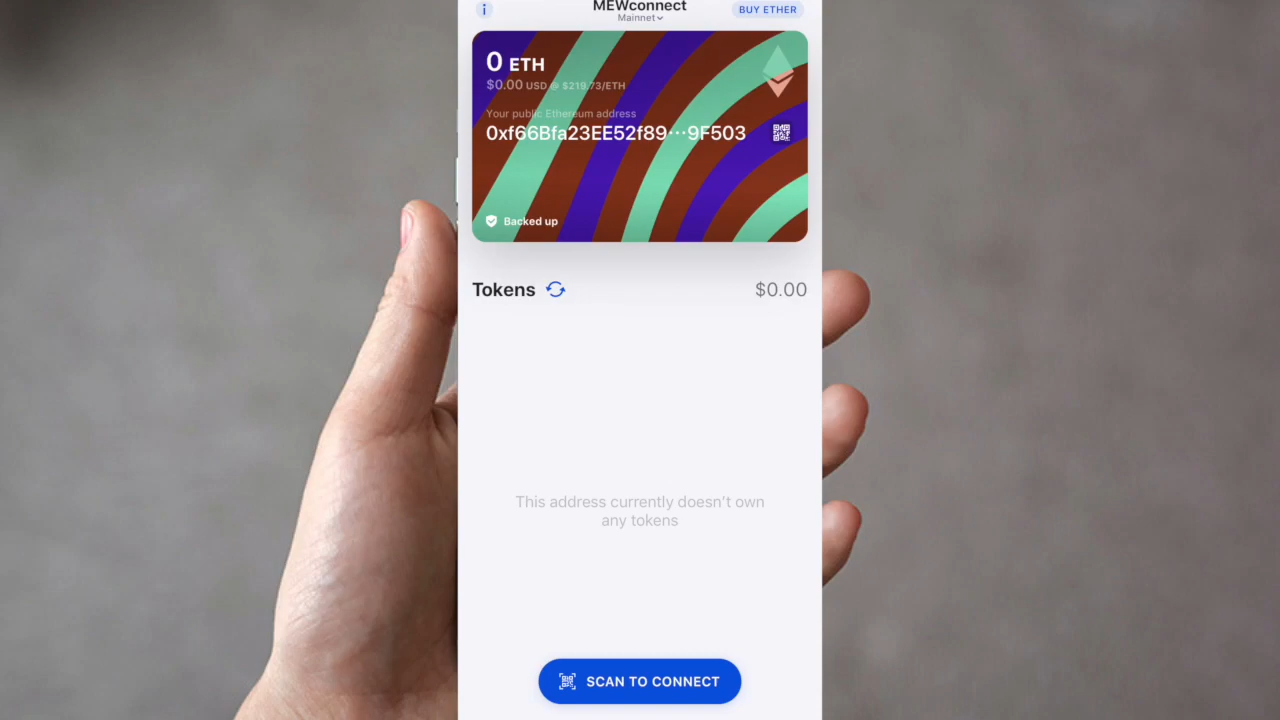 i
MEWconnect
BUY ETHER
Mainnet
0 ETH
$0.00 USD @ $219.73/ETH
Your public Ethereum address
0xf66Bfa23EE52f89···9F503
Backed up
Tokens
$0.00
This address currently doesn't own
any tokens
SCAN TO CONNECT